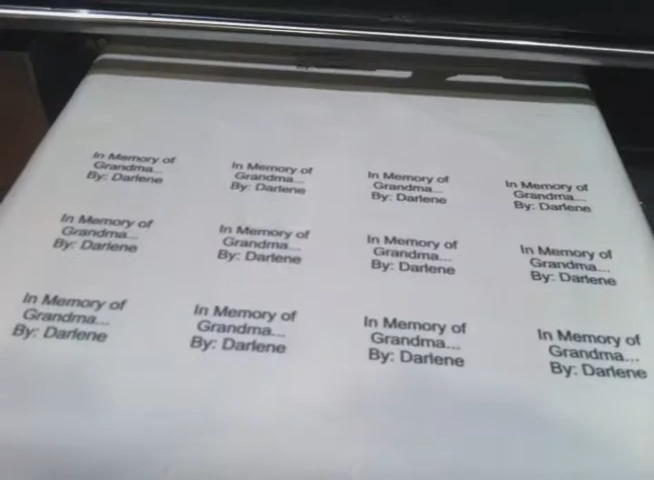 In Memory of
Grandma...
By: Darlene
In Memory of
Grandma...
By: Darlene
In Memory of
Grandma...
By: Darlene
In Memory of
Grandma...
By: Darlene
In Memory of
Grandma...
By: Darlene
In Memory of
Grandma...
By: Darlene
In Memory of
Grandma...
By: Darlene
In Memory of
Grandma...
By: Darlene
In Memory of
Grandma...
By: Darlene
In Memory of
Grandma...
By: Darlene
In Memory of
Grandma...
By: Darlene
In Memory of
Grandma...
By: Darlene